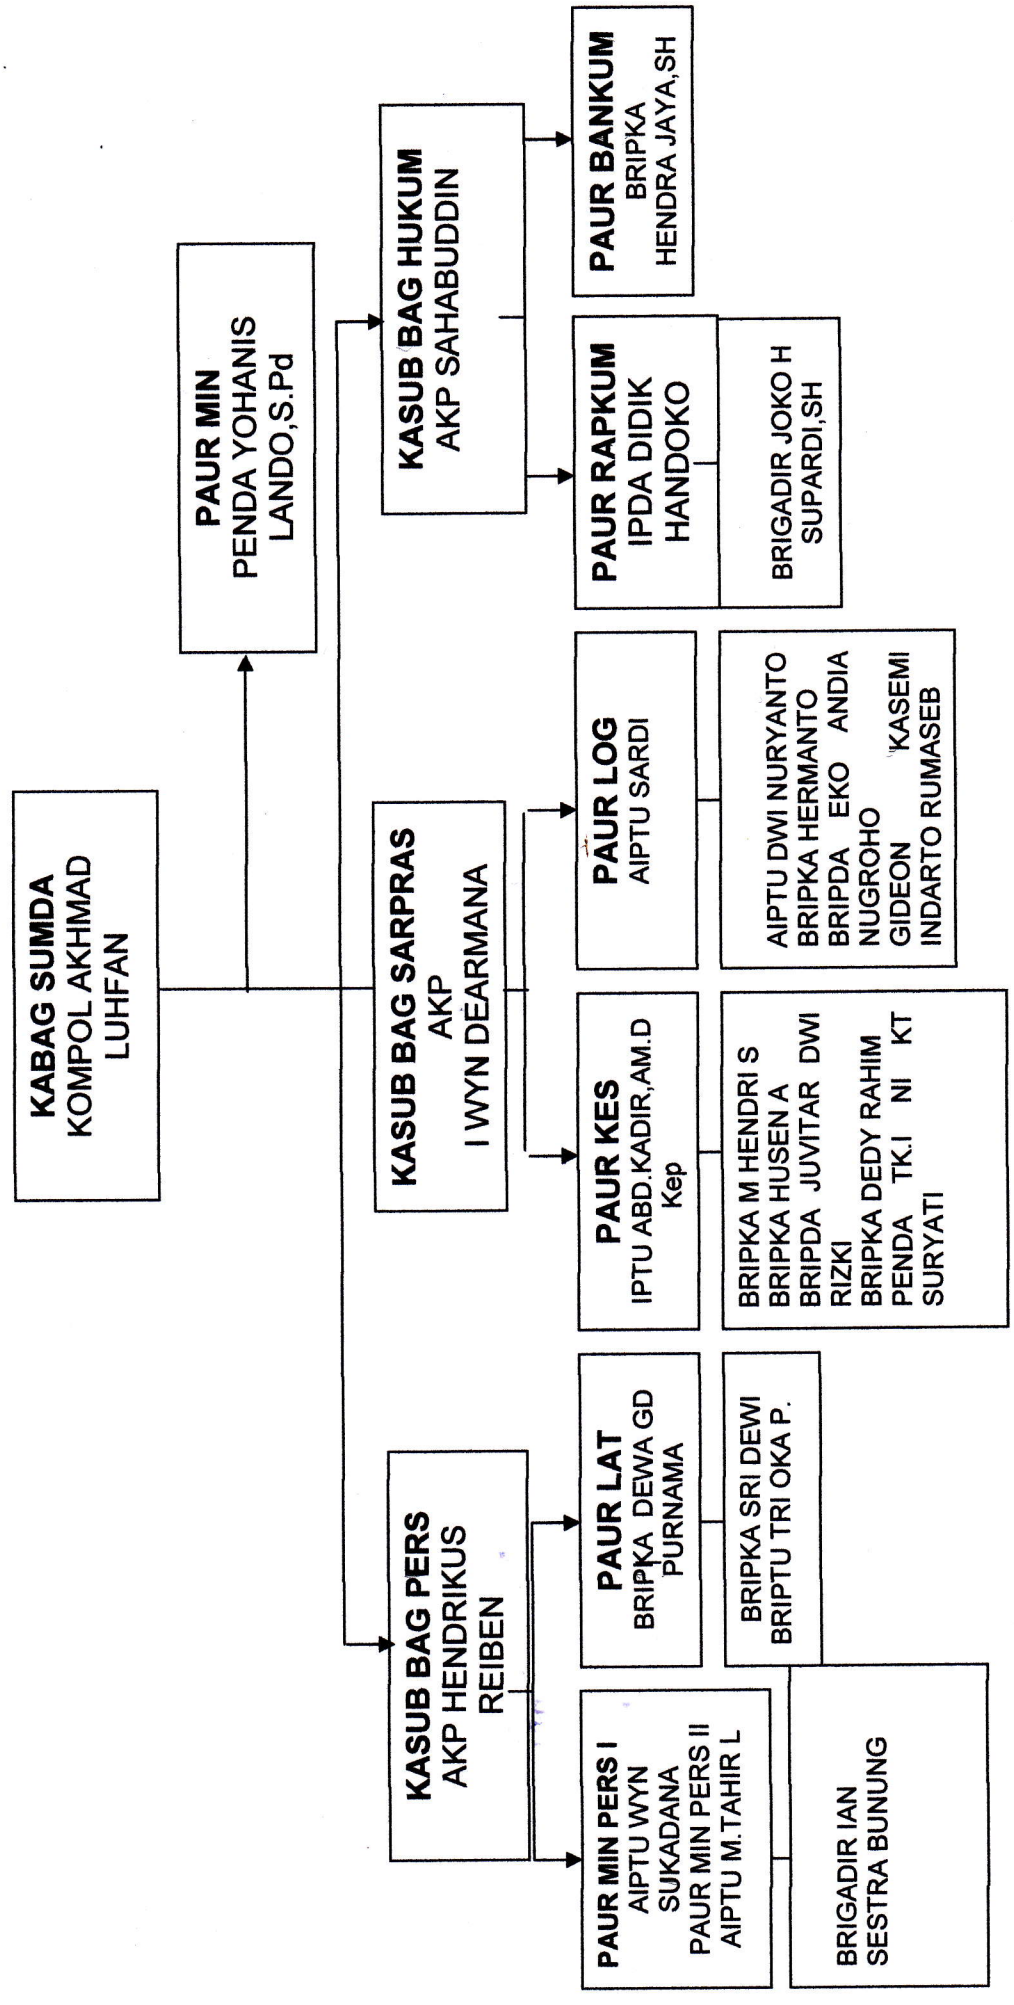 KABAG SUMDA
KOMPOL AKHMAD
LUHFAN
PAUR MIN
PENDA YOHANIS
LANDO,S.Pd
KASUB BAG PERS
AKP HENDRIKUS
REIBEN
KASUB BAG SARPRAS
AKP
I WYN DEARMANA
KASUB BAG HUKUM
AKP SAHABUDDIN
PAUR MIN PERS I
AIPTU WYN
SUKADANA
PAUR MIN PERS II
AIPTU M.TAHIR L
BRIGADIR IAN
SESTRA BUNUNG
PAUR LAT
BRIPKA DEWA GD
PURNAMA
BRIPKA SRI DEWI
BRIPTU TRI OKA P.
PAUR KES
IPTU ABD.KADIR,AM.D
Kep
BRIPKA M HENDRI S
BRIPKA HUSEN A
BRIPDA JUVITAR DWI
RIZKI
BRIPKA DEDY RAHIM
PENDA TK.I NI KT
SURYATI
PAUR LOG
AIPTU SARDI
AIPTU DWI NURYANTO
BRIPKA HERMANTO
BRIPDA EKO ANDIA
NUGROHO
GIDEON KASEMI
INDARTO RUMASEB
PAUR RAPKUM
IPDA DIDIK
HANDOKO
BRIGADIR JOKO H
SUPARDI,SH
PAUR BANKUM
BRIPKA
HENDRA JAYA,SH